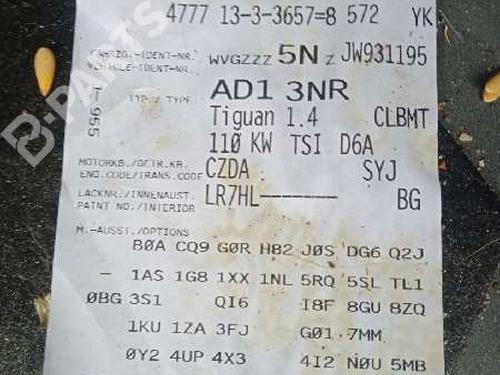 4777 13-3-3657=8 572 YK
FAHRZG.-IDENT-NR. WVGZZZ 5N Z JW931195
VEHICLE-IDENT-NR.
1-955
TYP / TYPE AD1 3NR
Tiguan 1.4 CLBMT
110 KW TSI D6A
MOTORKB./GETR.KB. CZDA SYJ
ENG.CODE/TRANS.CODE
LACKNR./INNENAUST. LR7HL------- BG
PAINT NO./INTERIOR
M.-AUSST./OPTIONS
B0A CQ9 G0R H82 J0S DG6 Q2J
- 1AS 1G8 1XX 1NL 5RQ 5SL TL1
0BG 3S1 QI6 I8F 8GU 8ZQ
1KU 1ZA 3FJ G01 7MM
0Y2 4UP 4X3 4I2 N0U 5MB
B-PARTS